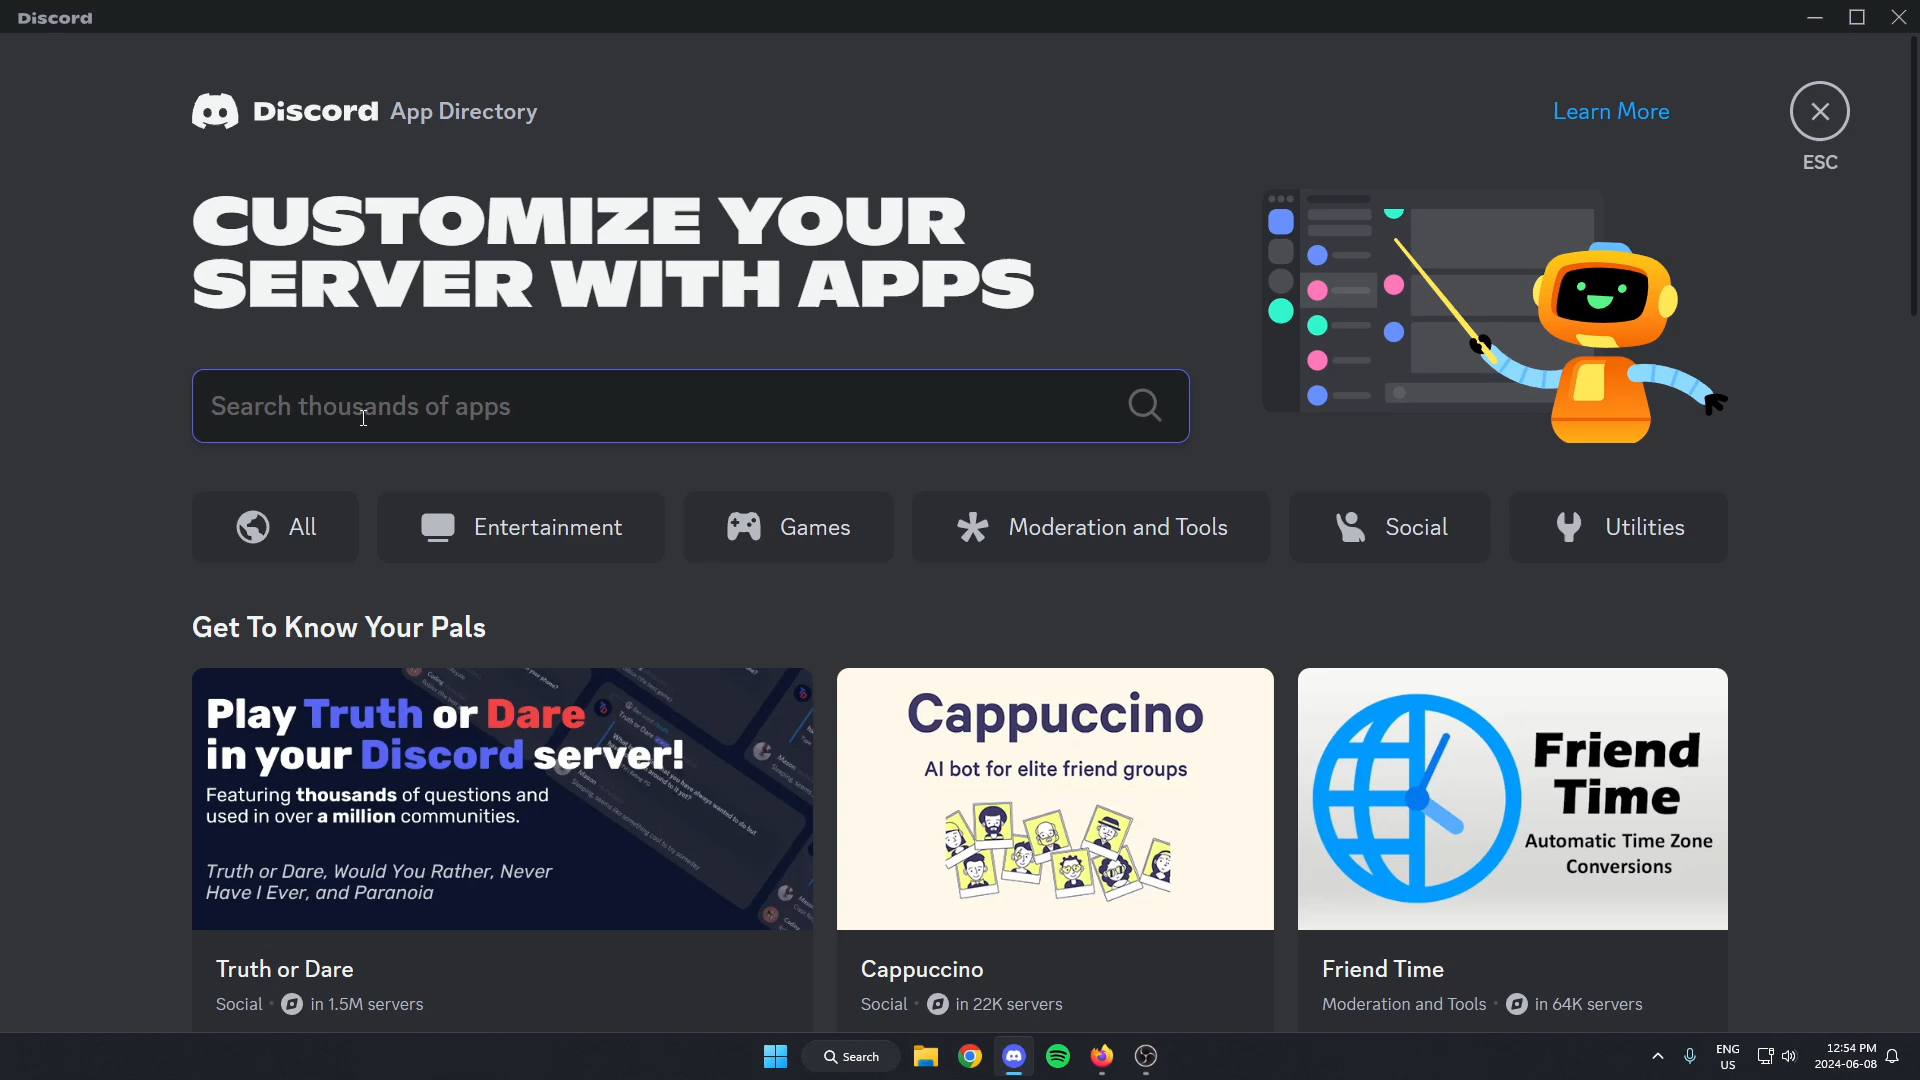 Discord
Discord App Directory
Learn More
ESC
CUSTOMIZE YOUR
SERVER WITH APPS
Search thousands of apps
All
Entertainment
Games
Moderation and Tools
Social
Utilities
Get To Know Your Pals
Play Truth or Dare
in your Discord server!
Featuring thousands of questions and
used in over a million communities.
Truth or Dare, Would You Rather, Never
Have I Ever, and Paranoia
Cappuccino
AI bot for elite friend groups
Friend
Time
Automatic Time Zone
Conversions
Truth or Dare
Social • in 1.5M servers
Cappuccino
Social • in 22K servers
Friend Time
Moderation and Tools • in 64K servers
Search
ENG
US
12:54 PM
2024-06-08